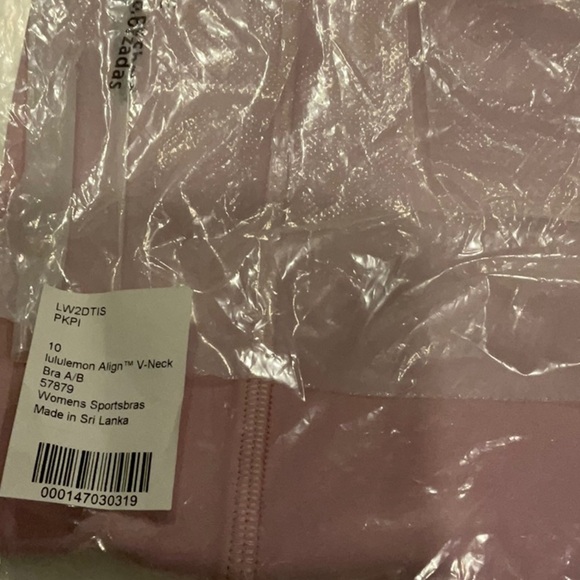 LW2DTIS
PKPI
10
lululemon Align™ V-Neck
Bra A/B
57879
Womens Sportsbras
Made in Sri Lanka
000147030319